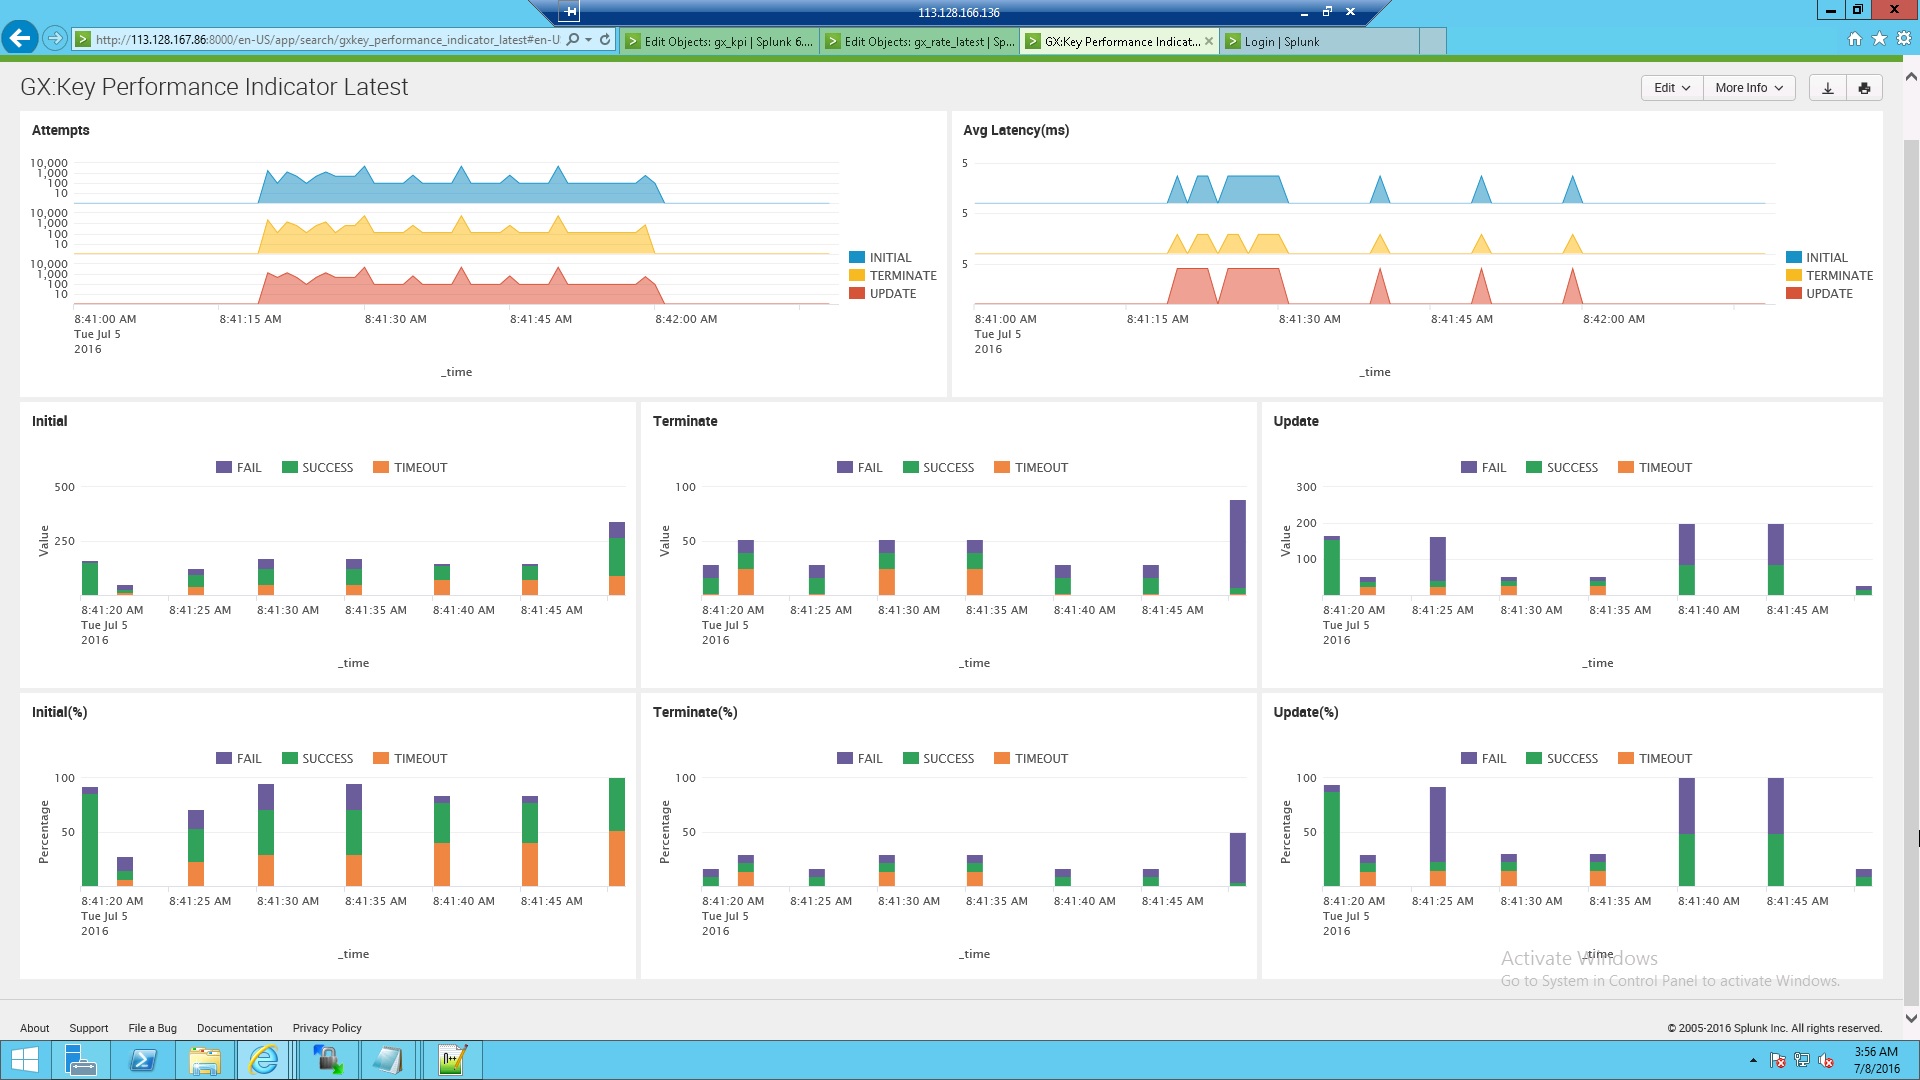 113.128.166.136
http://113.128.167.86:8000/en-US/app/search/gxkey_performance_indicator_latest#en-U
Edit Objects: gx_kpi | Splunk 6....
Edit Objects: gx_rate_latest | Sp...
GX:Key Performance Indicat...
Login | Splunk
GX:Key Performance Indicator Latest
Edit
More Info
Attempts
10,000
1,000
100
10
10,000
1,000
100
10
10,000
1,000
100
10
INITIAL
TERMINATE
UPDATE
8:41:00 AM 8:41:15 AM 8:41:30 AM 8:41:45 AM 8:42:00 AM
Tue Jul 5
2016
_time
Avg Latency(ms)
5
5
5
INITIAL
TERMINATE
UPDATE
8:41:00 AM 8:41:15 AM 8:41:30 AM 8:41:45 AM 8:42:00 AM
Tue Jul 5
2016
_time
Initial
FAIL SUCCESS TIMEOUT
500
250
Value
8:41:20 AM 8:41:25 AM 8:41:30 AM 8:41:35 AM 8:41:40 AM 8:41:45 AM
Tue Jul 5
2016
_time
Terminate
FAIL SUCCESS TIMEOUT
100
50
Value
8:41:20 AM 8:41:25 AM 8:41:30 AM 8:41:35 AM 8:41:40 AM 8:41:45 AM
Tue Jul 5
2016
_time
Update
FAIL SUCCESS TIMEOUT
300
200
100
Value
8:41:20 AM 8:41:25 AM 8:41:30 AM 8:41:35 AM 8:41:40 AM 8:41:45 AM
Tue Jul 5
2016
_time
Initial(%)
FAIL SUCCESS TIMEOUT
100
50
Percentage
8:41:20 AM 8:41:25 AM 8:41:30 AM 8:41:35 AM 8:41:40 AM 8:41:45 AM
Tue Jul 5
2016
_time
Terminate(%)
FAIL SUCCESS TIMEOUT
100
50
Percentage
8:41:20 AM 8:41:25 AM 8:41:30 AM 8:41:35 AM 8:41:40 AM 8:41:45 AM
Tue Jul 5
2016
_time
Update(%)
FAIL SUCCESS TIMEOUT
100
50
Percentage
8:41:20 AM 8:41:25 AM 8:41:30 AM 8:41:35 AM 8:41:40 AM 8:41:45 AM
Tue Jul 5
2016
_time
Activate Windows
Go to System in Control Panel to activate Windows.
About Support File a Bug Documentation Privacy Policy
© 2005-2016 Splunk Inc. All rights reserved.
3:56 AM
7/8/2016